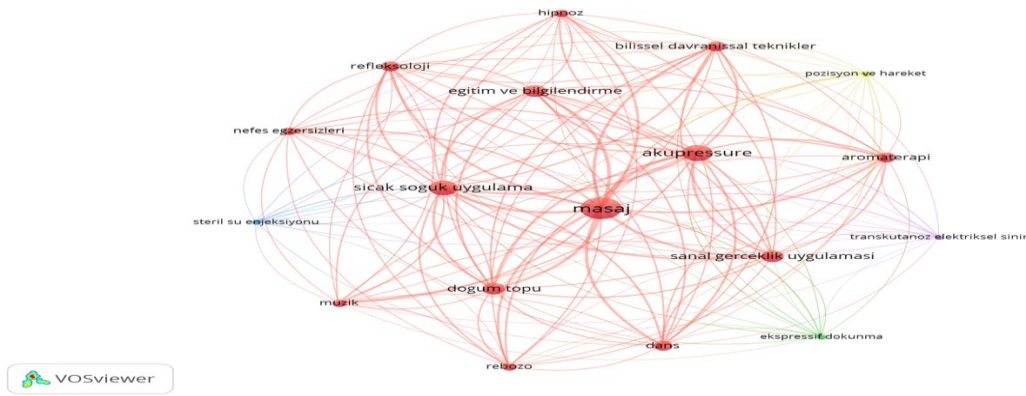 hipnoz
bilissel davranissal teknikler
refleksoloji
pozisyon ve hareket
egitim ve bilgilendirme
nefes egzersizleri
akupressure
aromaterapi
sicak soguk uygulama
masaj
steril su enjeksiyonu
transkutanoz elektriksel sinir
sanal gerceklik uygulamasi
dogum topu
muzik
ekspressif dokunma
dans
rebozo
VOSviewer